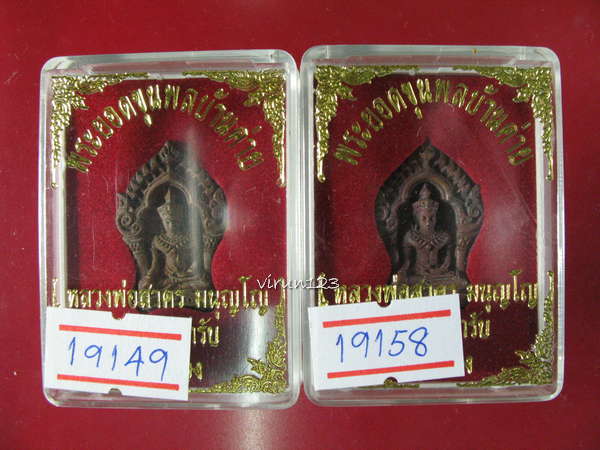 พระยอดขุนพลบ้านค่าย
[ หลวงพ่อสาคร มนุญโญ ]
19149
พระยอดขุนพลบ้านค่าย
[ หลวงพ่อสาคร มนุญโญ ]
19158
virun123